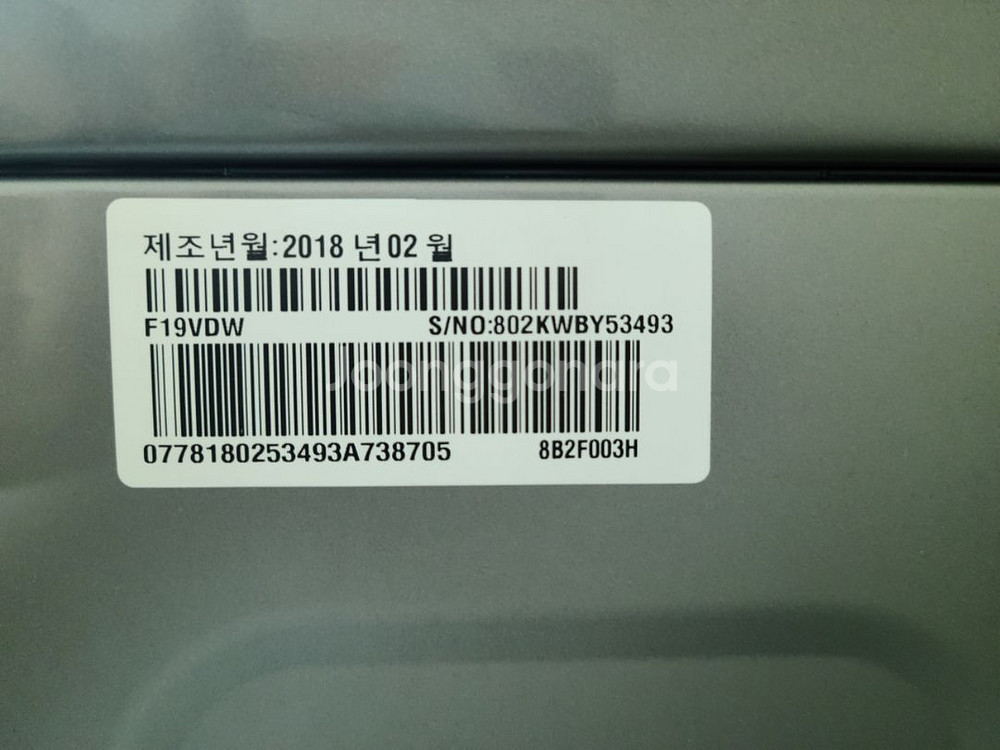 제조년월:2018 년 02 월
F19VDW S/NO:802KWBY53493
Joonggonara
0778180253493A738705 8B2F003H